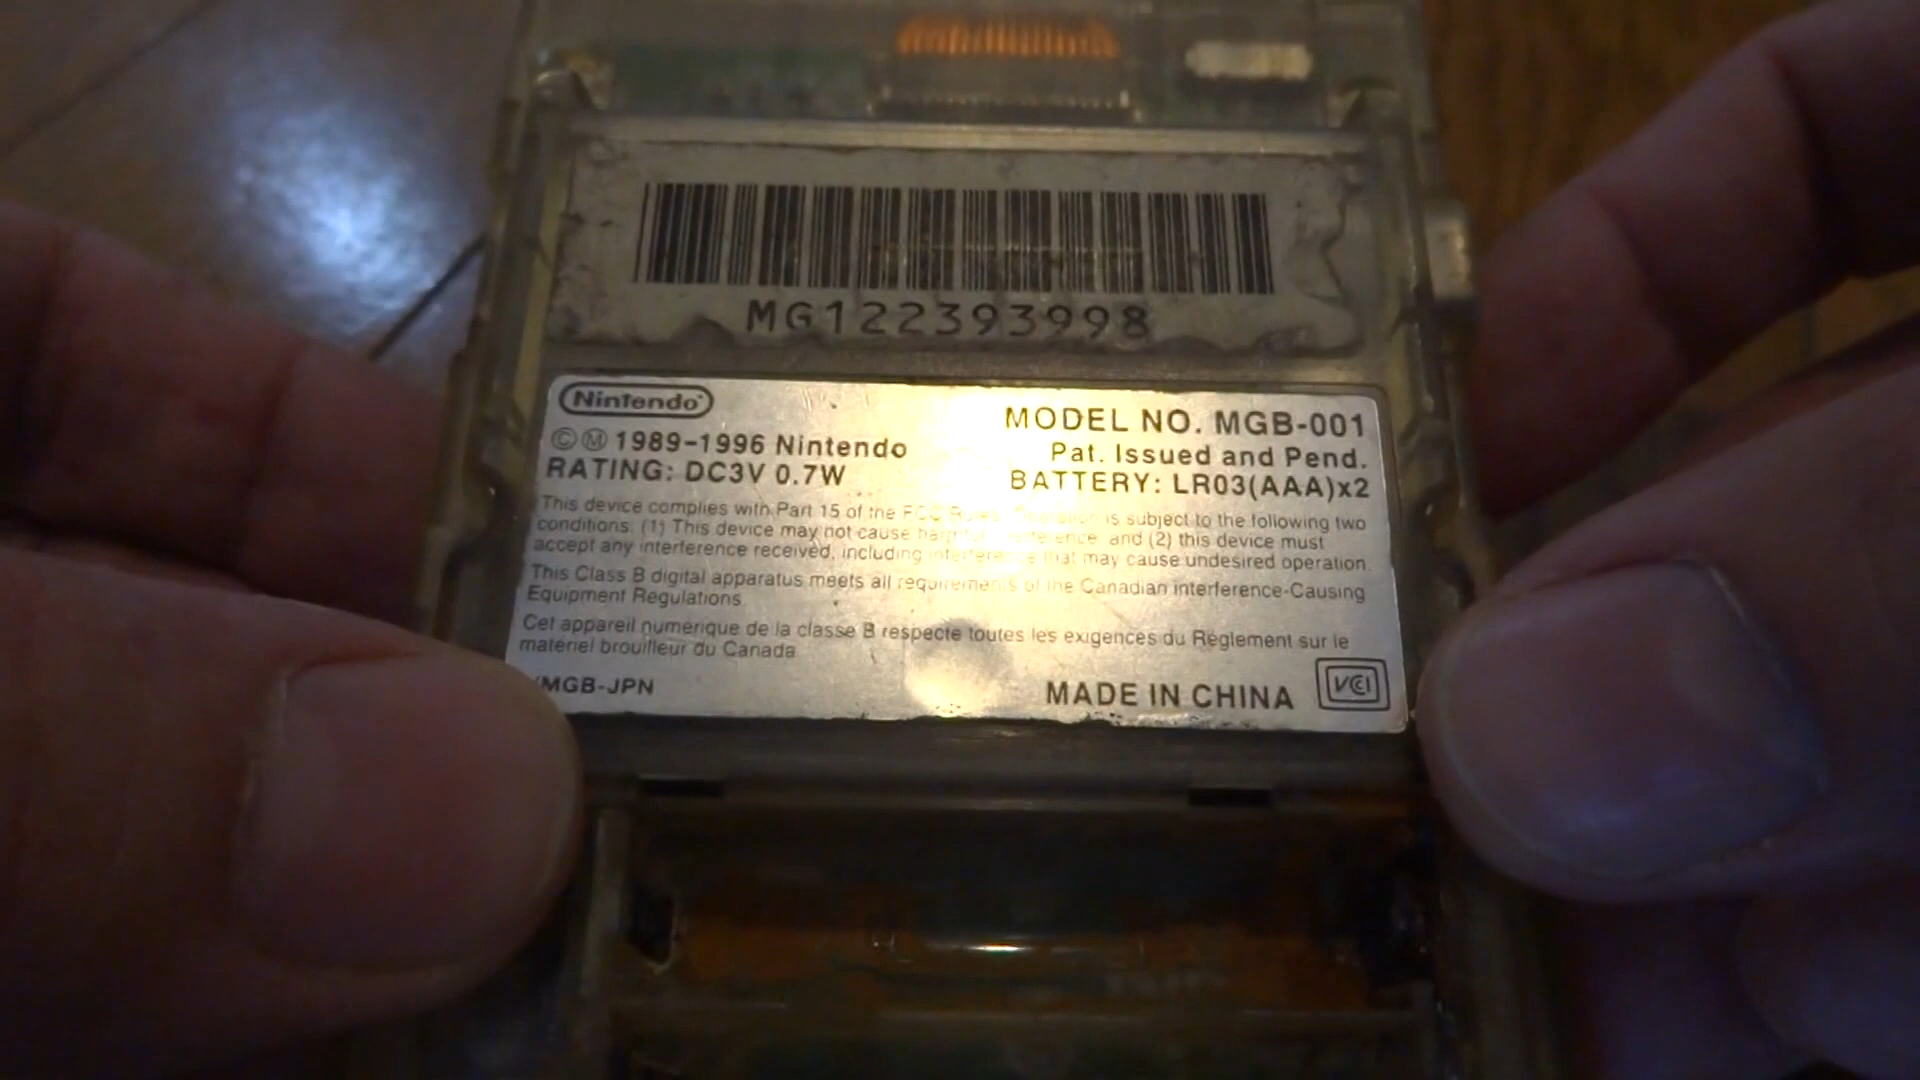 MG122393998
Nintendo
MODEL NO. MGB-001
©Ⓜ 1989-1996 Nintendo
Pat. Issued and Pend.
RATING: DC3V 0.7W
BATTERY: LR03(AAA)x2
This device complies with Part 15 of the FCC Rules. Operation is subject to the following two
conditions: (1) This device may not cause harmful interference and (2) this device must
accept any interference received, including interference that may cause undesired operation.
This Class B digital apparatus meets all requirements of the Canadian interference-Causing
Equipment Regulations.
Cet appareil numérique de la classe B respecte toutes les exigences du Règlement sur le
matériel brouilleur du Canada
MGB-JPN
MADE IN CHINA
VCI